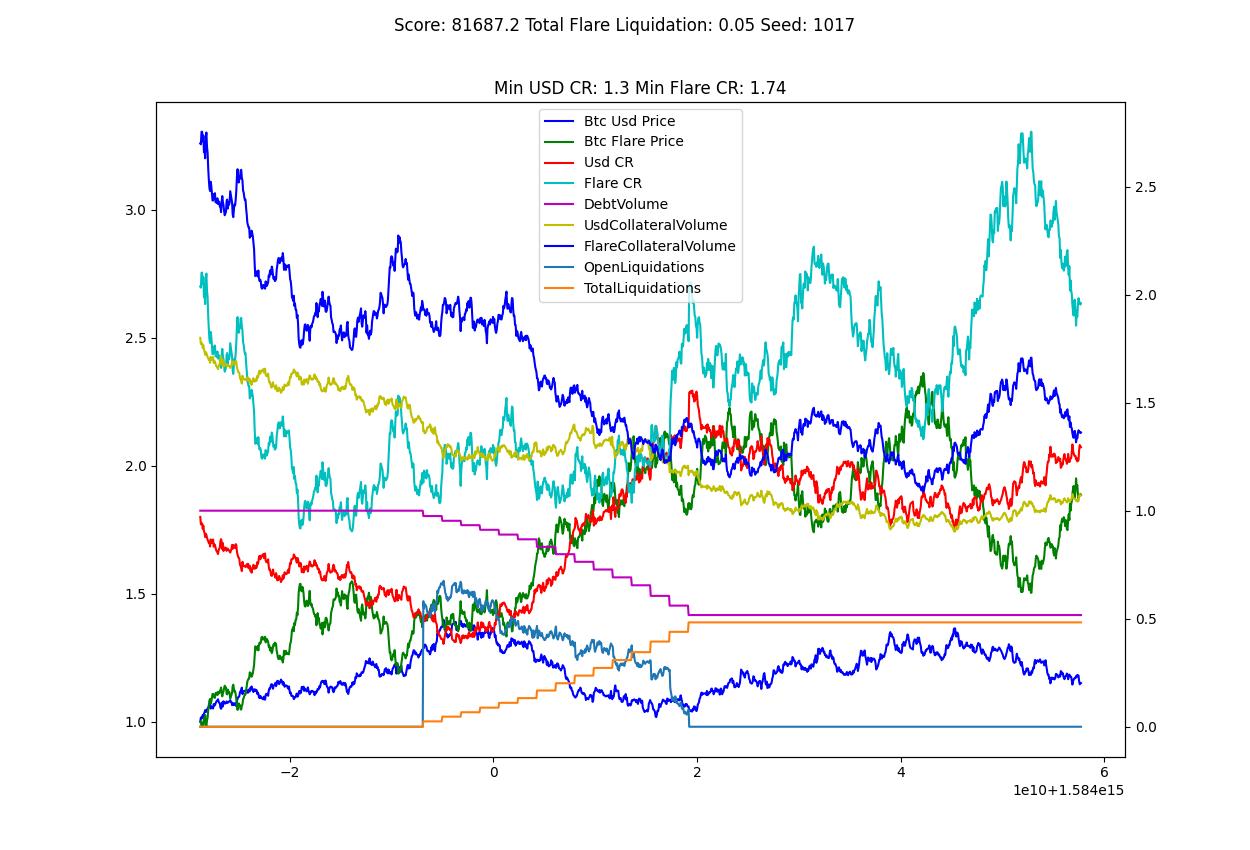 Score: 81687.2 Total Flare Liquidation: 0.05 Seed: 1017
Min USD CR: 1.3 Min Flare CR: 1.74
Btc Usd Price
Btc Flare Price
Usd CR
Flare CR
DebtVolume
UsdCollateralVolume
FlareCollateralVolume
OpenLiquidations
TotalLiquidations
3.0
2.5
2.0
1.5
1.0
2.5
2.0
1.5
1.0
0.5
0.0
−2 0 2 4 6
1e10+1.584e15